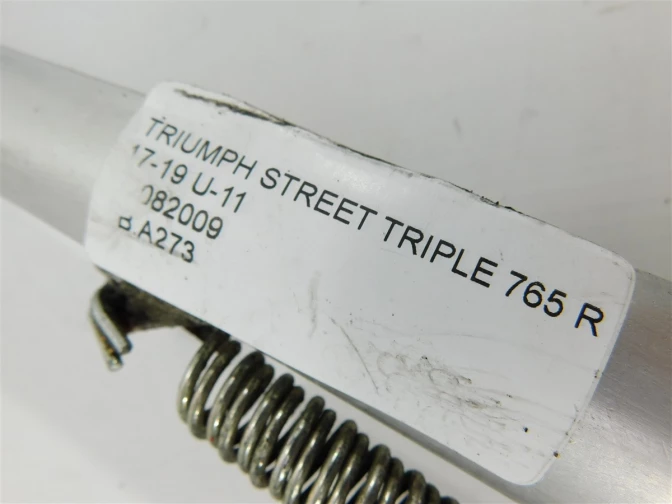 TRIUMPH STREET TRIPLE 765 R
17-19 U-11
082009
B.A273